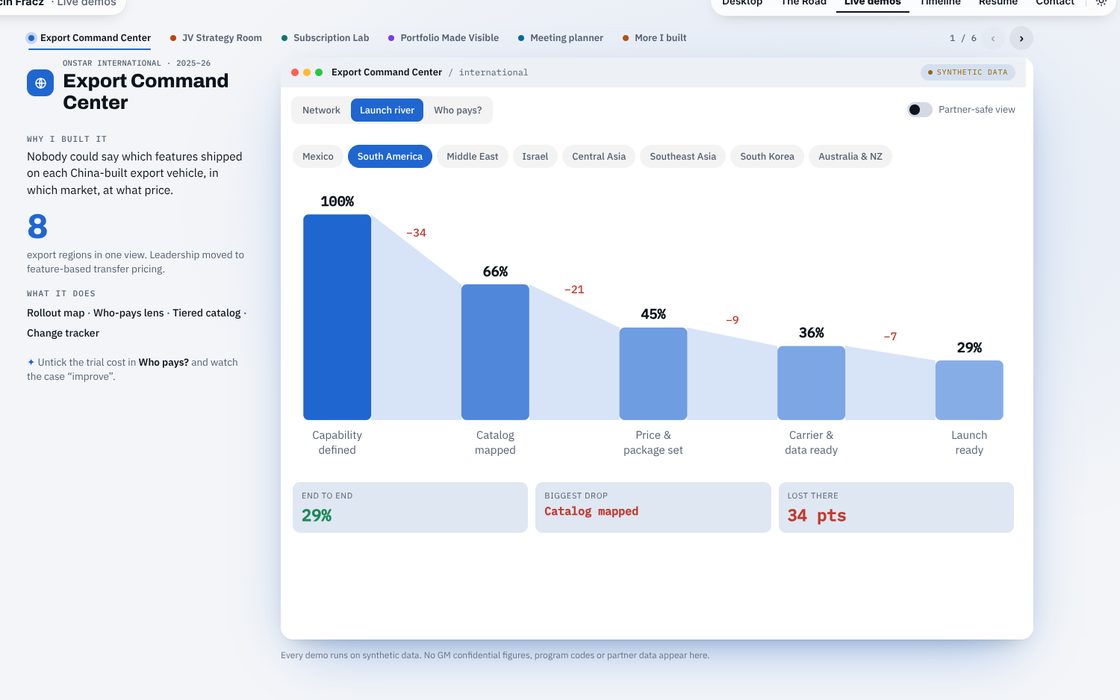 cin Fracz · Live demos
Desktop The Road Live demos Timeline Résumé Contact
Export Command Center JV Strategy Room Subscription Lab Portfolio Made Visible Meeting planner More I built 1 / 6 ‹ ›
ONSTAR INTERNATIONAL · 2025–26
Export Command
Center
WHY I BUILT IT
Nobody could say which features shipped
on each China-built export vehicle, in
which market, at what price.
8
export regions in one view. Leadership moved to
feature-based transfer pricing.
WHAT IT DOES
Rollout map · Who-pays lens · Tiered catalog ·
Change tracker
✦ Untick the trial cost in Who pays? and watch
the case “improve”.
Export Command Center / international SYNTHETIC DATA
Network Launch river Who pays? Partner-safe view
Mexico South America Middle East Israel Central Asia Southeast Asia South Korea Australia & NZ
100%
−34
66%
−21
45%
−9
36%
−7
29%
Capability
defined
Catalog
mapped
Price &
package set
Carrier &
data ready
Launch
ready
END TO END
29%
BIGGEST DROP
Catalog mapped
LOST THERE
34 pts
Every demo runs on synthetic data. No GM confidential figures, program codes or partner data appear here.